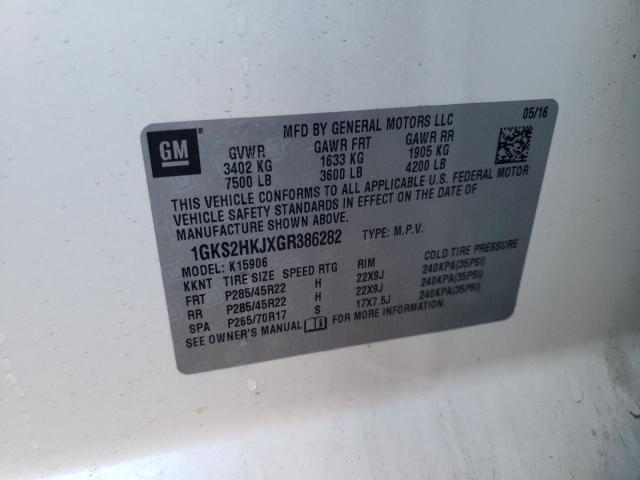 05/16
GM
MFD BY GENERAL MOTORS LLC
GVWR GAWR FRT GAWR RR
3402 KG 1633 KG 1905 KG
7500 LB 3600 LB 4200 LB
THIS VEHICLE CONFORMS TO ALL APPLICABLE U.S. FEDERAL MOTOR
VEHICLE SAFETY STANDARDS IN EFFECT ON THE DATE OF
MANUFACTURE SHOWN ABOVE.
1GKS2HKJXGR386282 TYPE: M.P.V.
MODEL: K15906
KKNT TIRE SIZE SPEED RTG RIM COLD TIRE PRESSURE
FRT P285/45R22 H 22X9J 240KPA(35PSI)
RR P285/45R22 H 22X9J 240KPA(35PSI)
SPA P265/70R17 S 17X7.5J 240KPA(35PSI)
SEE OWNER'S MANUAL FOR MORE INFORMATION.